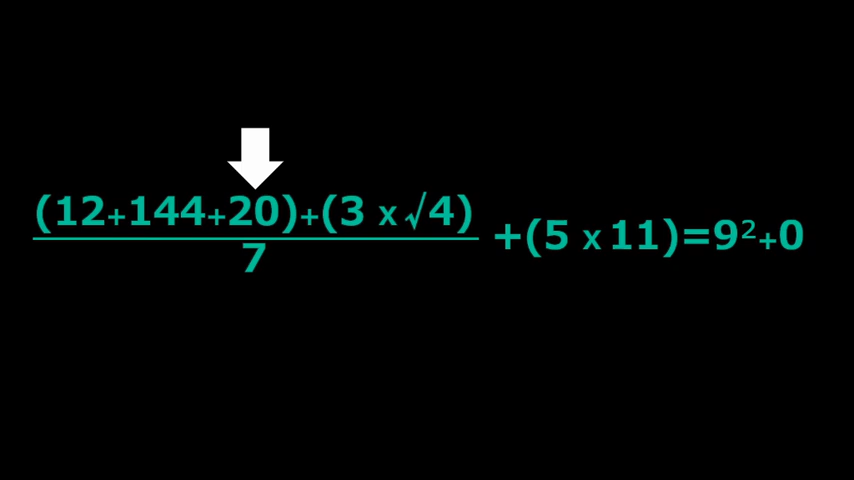 (12+144+20)+(3 x √4)
7
+(5 x 11)=9²+0